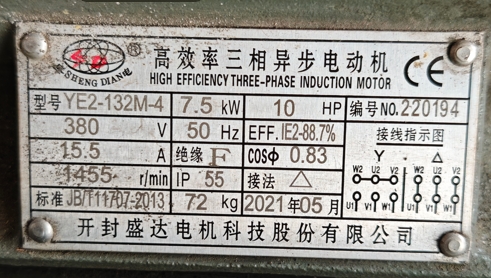 盛 SHENG DIAN 电
高效率三相异步电动机
HIGH EFFICIENCY THREE-PHASE INDUCTION MOTOR
型号 YE2-132M-4 7.5 kW 10 HP 编号NO.220194
380 V 50 Hz EFF.IE2-88.7% 接线指示图
15.5 A 绝缘 F COSΦ 0.83 Y △
1455 r/min IP 55 接法 △
W2 U2 V2 W2 U2 V2
U1 V1 W1 U1 V1 W1
标准 JB/T11707-2013 72 kg 2021年05月
开封盛达电机科技股份有限公司